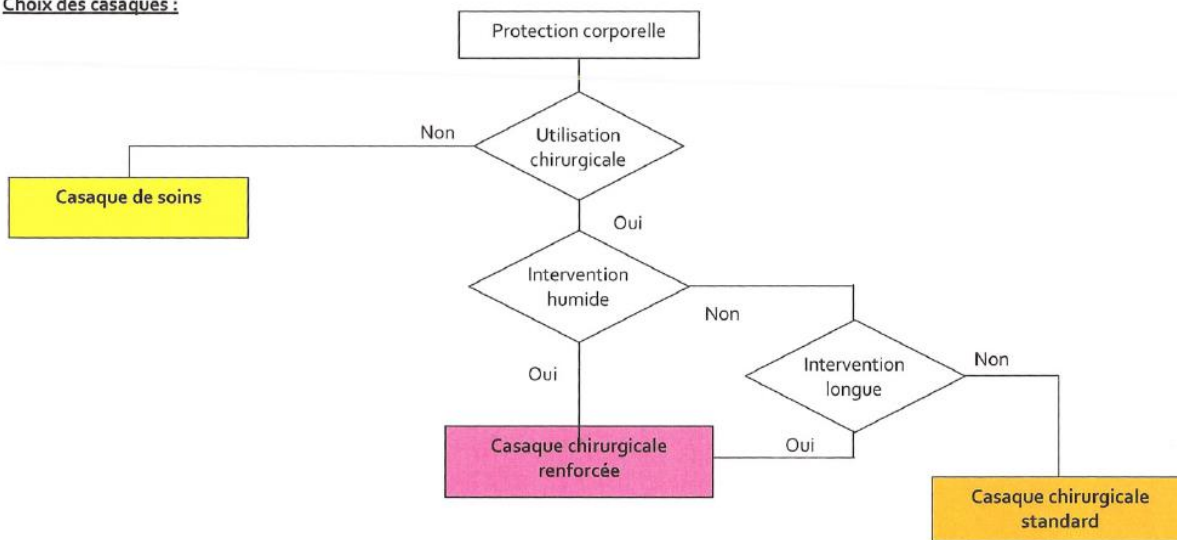 Choix des casaques :
Protection corporelle
Non
Utilisation
chirurgicale
Casaque de soins
Oui
Intervention
humide
Non
Intervention
longue
Non
Oui
Casaque chirurgicale
renforcée
Oui
Casaque chirurgicale
standard